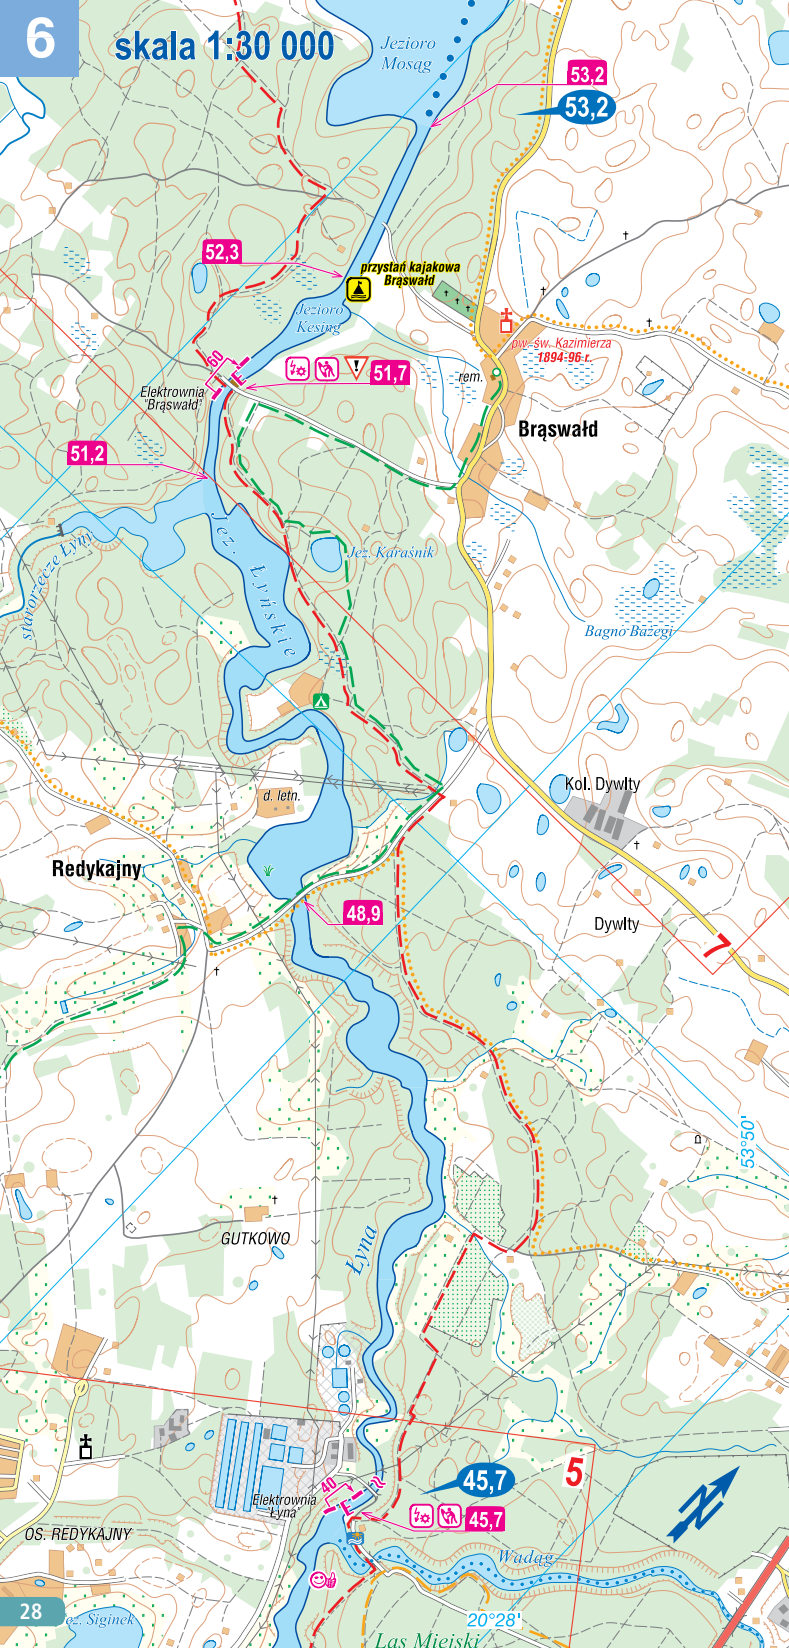 6
skala 1:30 000
Jezioro
Mosąg
53,2
53,2
52,3
przystań kajakowa
Brąswałd
Jezioro
Kesing
pw. św. Kazimierza
1894-96 r.
60
51,7
rem.
Elektrownia
"Brąswałd"
Brąswałd
51,2
Jez. Łyńskie
starorzecze Łyny
Jez. Karaśnik
Bagno Bażęgi
Kol. Dywity
d. letn.
Redykajny
48,9
Dywity
7
53°50'
GUTKOWO
Łyna
45,7
5
40
Elektrownia
"Łyna"
45,7
OS. REDYKAJNY
N
Wadąg
28
Jez. Siginek
20°28'
Las Miejski